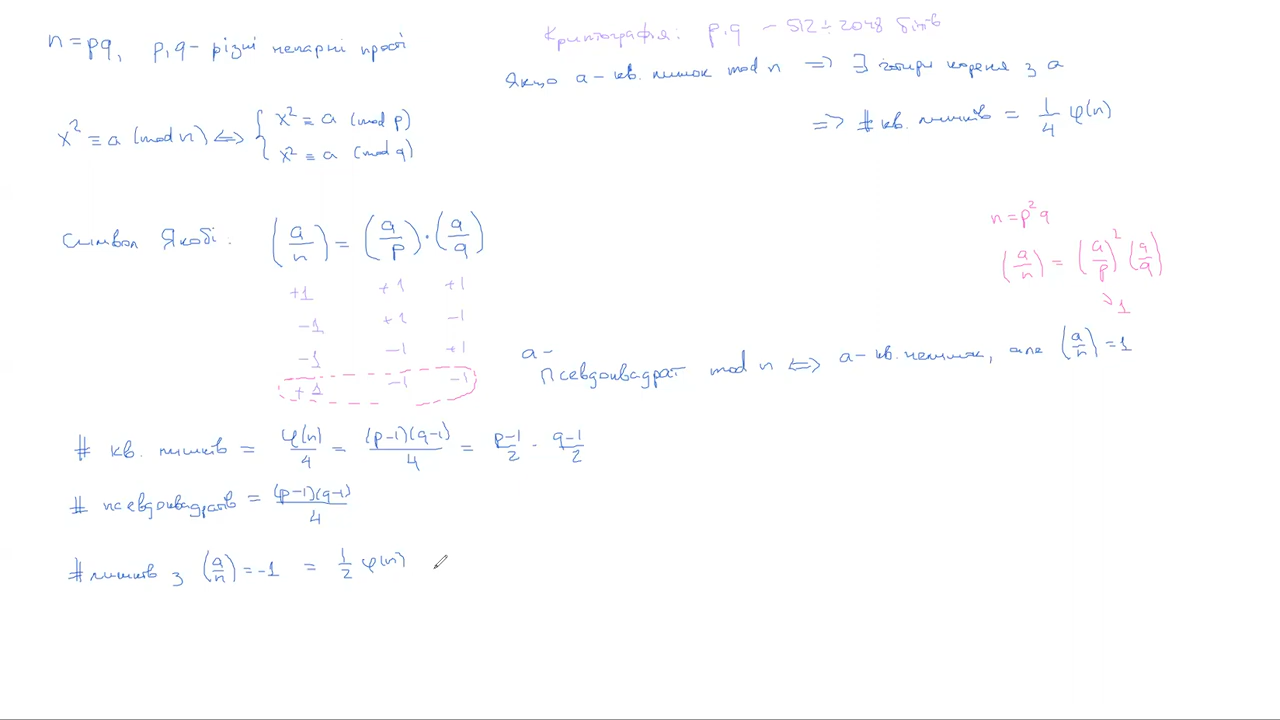 n = pq, p, q – різні непарні прості
Криптографія: p, q – 512 ÷ 2048 бітів
Якщо a – кв. лишок mod n ⇒ ∃ чотири кореня з a
⇒ # кв. лишків = 1/4 φ(n)
x² ≡ a (mod n) ⇔ { x² ≡ a (mod p)
x² ≡ a (mod q)
Символ Якобі: (a/n) = (a/p) · (a/q)
+1 +1 +1
-1 +1 -1
-1 -1 +1
+1 -1 -1
n = p²q
(a/n) = (a/p)² (a/q)
1
a – псевдоквадрат mod n ⇔ a – кв. нелишок, але (a/n) = 1
# кв. лишків = φ(n)/4 = (p-1)(q-1)/4 = p-1/2 · q-1/2
# псевдоквадратів = (p-1)(q-1)/4
# лишків з (a/n) = -1 = 1/2 φ(n)